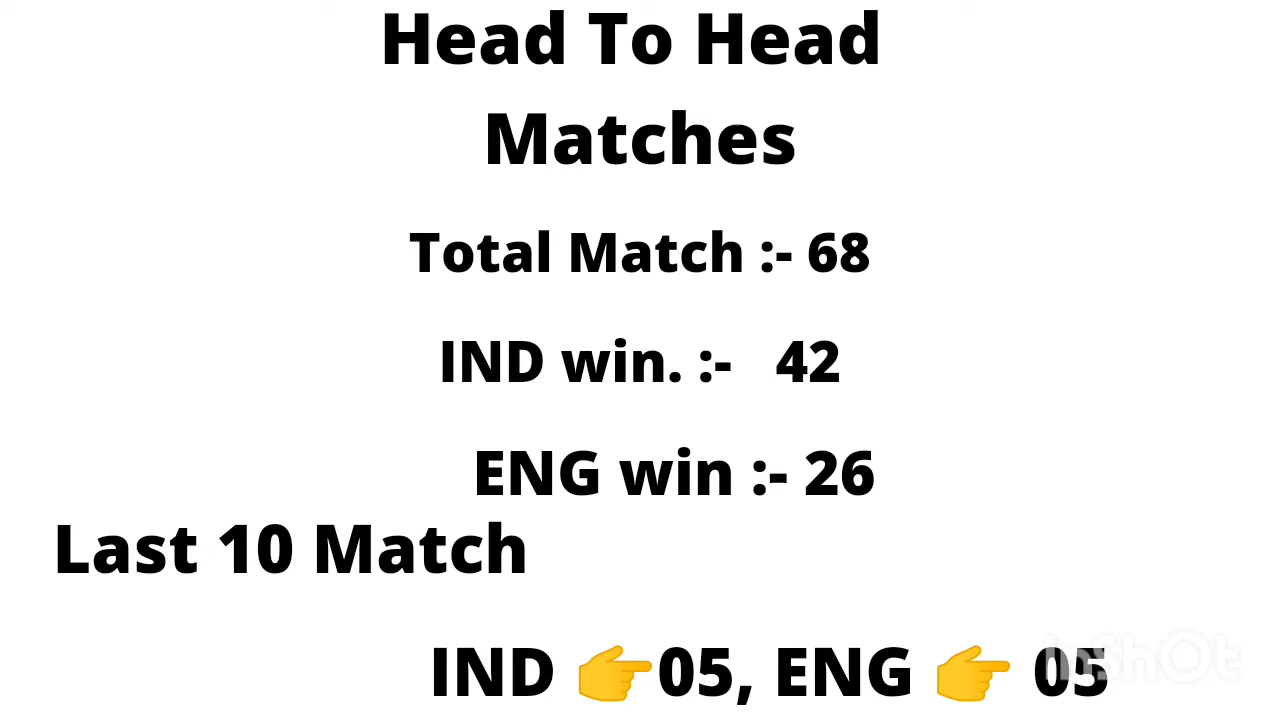 Head To Head
Matches
Total Match :- 68
IND win. :- 42
ENG win :- 26
Last 10 Match
IND 👉05, ENG 👉 05
InShOt